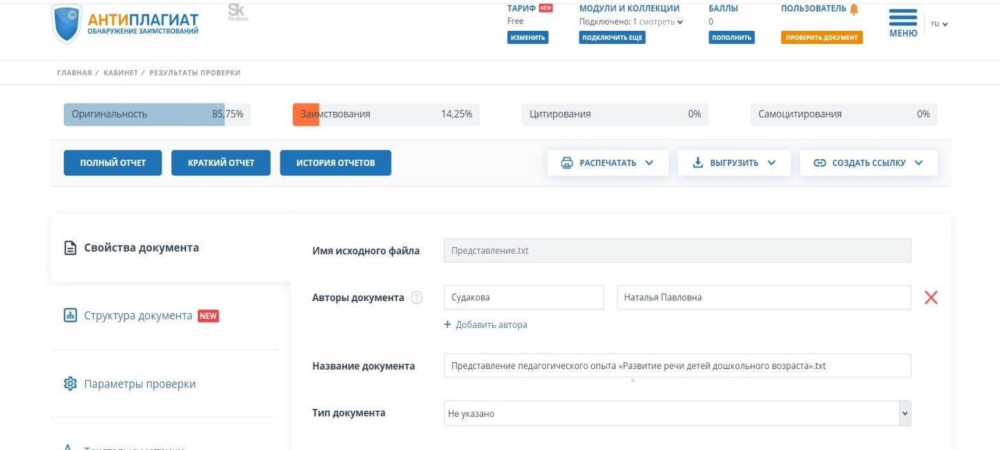 АНТИПЛАГИАТ
ОБНАРУЖЕНИЕ ЗАИМСТВОВАНИЙ
Sk
Skolkovo
ТАРИФ NEW
Free
ИЗМЕНИТЬ
МОДУЛИ И КОЛЛЕКЦИИ
Подключено: 1 смотреть
ПОДКЛЮЧИТЬ ЕЩЕ
БАЛЛЫ
0
ПОПОЛНИТЬ
ПОЛЬЗОВАТЕЛЬ
ПРОВЕРИТЬ ДОКУМЕНТ
МЕНЮ
ru
ГЛАВНАЯ / КАБИНЕТ / РЕЗУЛЬТАТЫ ПРОВЕРКИ
Оригинальность 85,75%
Заимствования 14,25%
Цитирования 0%
Самоцитирования 0%
ПОЛНЫЙ ОТЧЕТ
КРАТКИЙ ОТЧЕТ
ИСТОРИЯ ОТЧЕТОВ
РАСПЕЧАТАТЬ
ВЫГРУЗИТЬ
СОЗДАТЬ ССЫЛКУ
Свойства документа
Структура документа NEW
Параметры проверки
Имя исходного файла
Представление.txt
Авторы документа ?
Судакова
Наталья Павловна
+ Добавить автора
Название документа
Представление педагогического опыта «Развитие речи детей дошкольного возраста».txt
Тип документа
Не указано